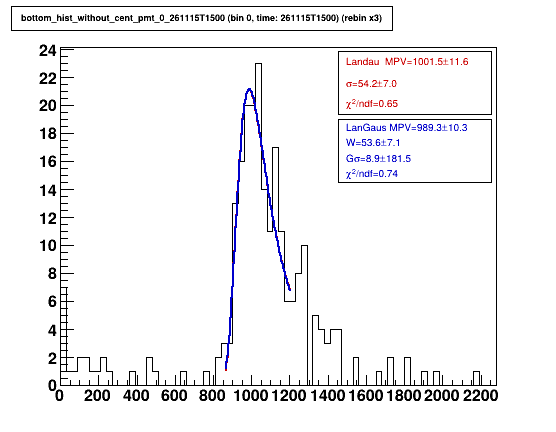 bottom_hist_without_cent_pmt_0_261115T1500 (bin 0, time: 261115T1500) (rebin x3)
Landau MPV=1001.5±11.6
σ=54.2±7.0
χ²/ndf=0.65
LanGaus MPV=989.3±10.3
W=53.6±7.1
Gσ=8.9±181.5
χ²/ndf=0.74
24
22
20
18
16
14
12
10
8
6
4
2
0
0 200 400 600 800 1000 1200 1400 1600 1800 2000 2200